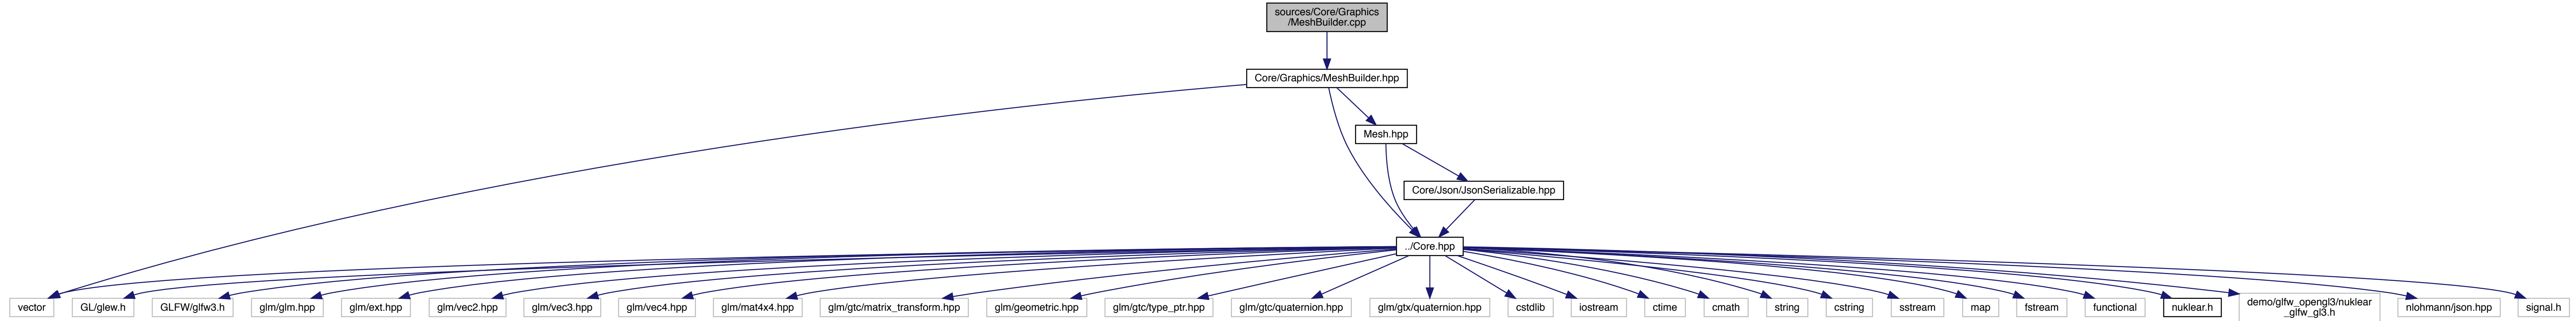 sources/Core/Graphics
/MeshBuilder.cpp
Core/Graphics/MeshBuilder.hpp
Mesh.hpp
Core/Json/JsonSerializable.hpp
../Core.hpp
vector
GL/glew.h
GLFW/glfw3.h
glm/glm.hpp
glm/ext.hpp
glm/vec2.hpp
glm/vec3.hpp
glm/vec4.hpp
glm/mat4x4.hpp
glm/gtc/matrix_transform.hpp
glm/geometric.hpp
glm/gtc/type_ptr.hpp
glm/gtc/quaternion.hpp
glm/gtx/quaternion.hpp
cstdlib
iostream
ctime
cmath
string
cstring
sstream
map
fstream
functional
nuklear.h
demo/glfw_opengl3/nuklear
_glfw_gl3.h
nlohmann/json.hpp
signal.h